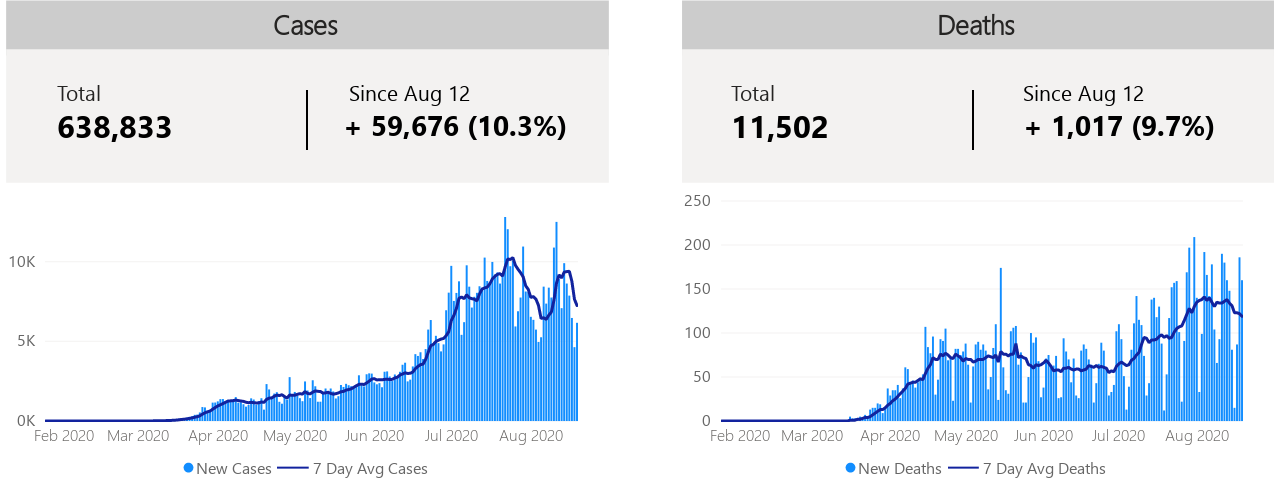 Cases
Total
638,833
Since Aug 12
+ 59,676 (10.3%)
10K
5K
0K
Feb 2020 Mar 2020 Apr 2020 May 2020 Jun 2020 Jul 2020 Aug 2020
New Cases 7 Day Avg Cases
Deaths
Total
11,502
Since Aug 12
+ 1,017 (9.7%)
250
200
150
100
50
0
Feb 2020 Mar 2020 Apr 2020 May 2020 Jun 2020 Jul 2020 Aug 2020
New Deaths 7 Day Avg Deaths